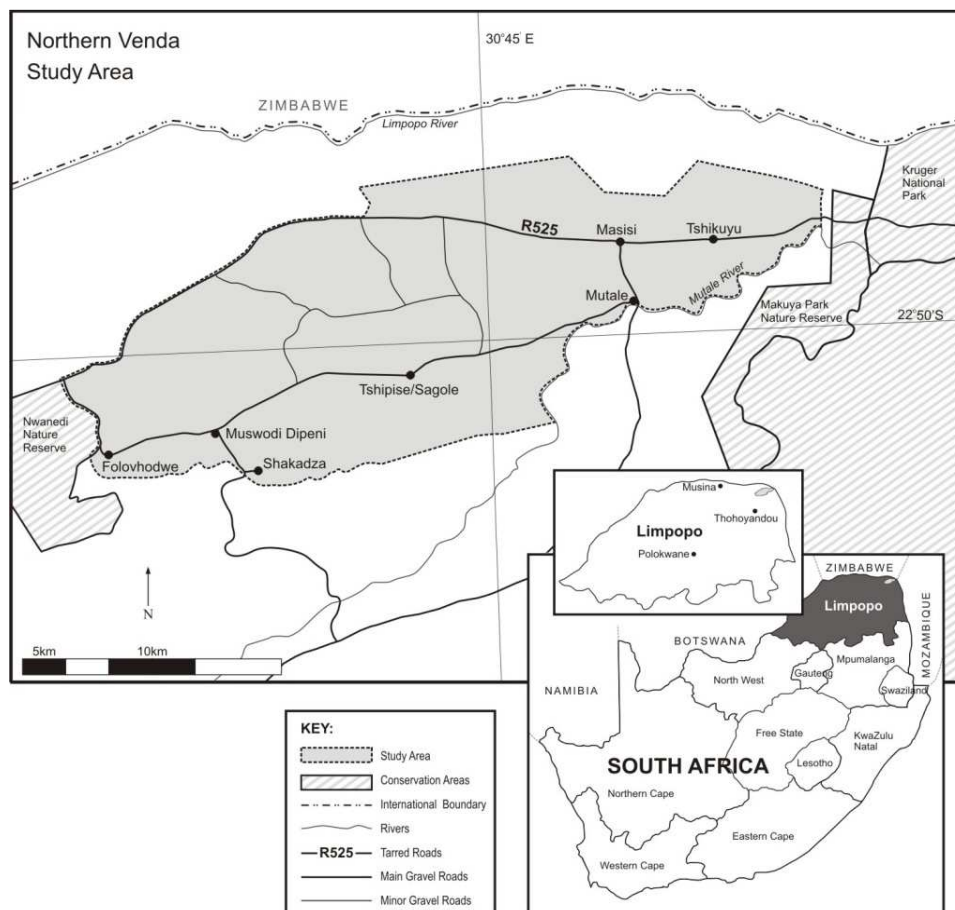 Northern Venda
Study Area
30°45' E
ZIMBABWE
Limpopo River
Kruger
National
Park
R525
Masisi
Tshikuyu
Mutale River
Mutale
Makuya Park
Nature Reserve
22°50'S
Tshipise/Sagole
Nwanedi
Nature
Reserve
Muswodi Dipeni
Folovhodwe
Shakadza
N
5km
10km
Musina
Thohoyandou
Limpopo
Polokwane
ZIMBABWE
Limpopo
MOZAMBIQUE
BOTSWANA
Mpumalanga
North West
Gauteng
Swaziland
NAMIBIA
Free State
KwaZulu
Natal
Lesotho
SOUTH AFRICA
Northern Cape
Eastern Cape
Western Cape
KEY:
Study Area
Conservation Areas
International Boundary
Rivers
R525 Tarred Roads
Main Gravel Roads
Minor Gravel Roads